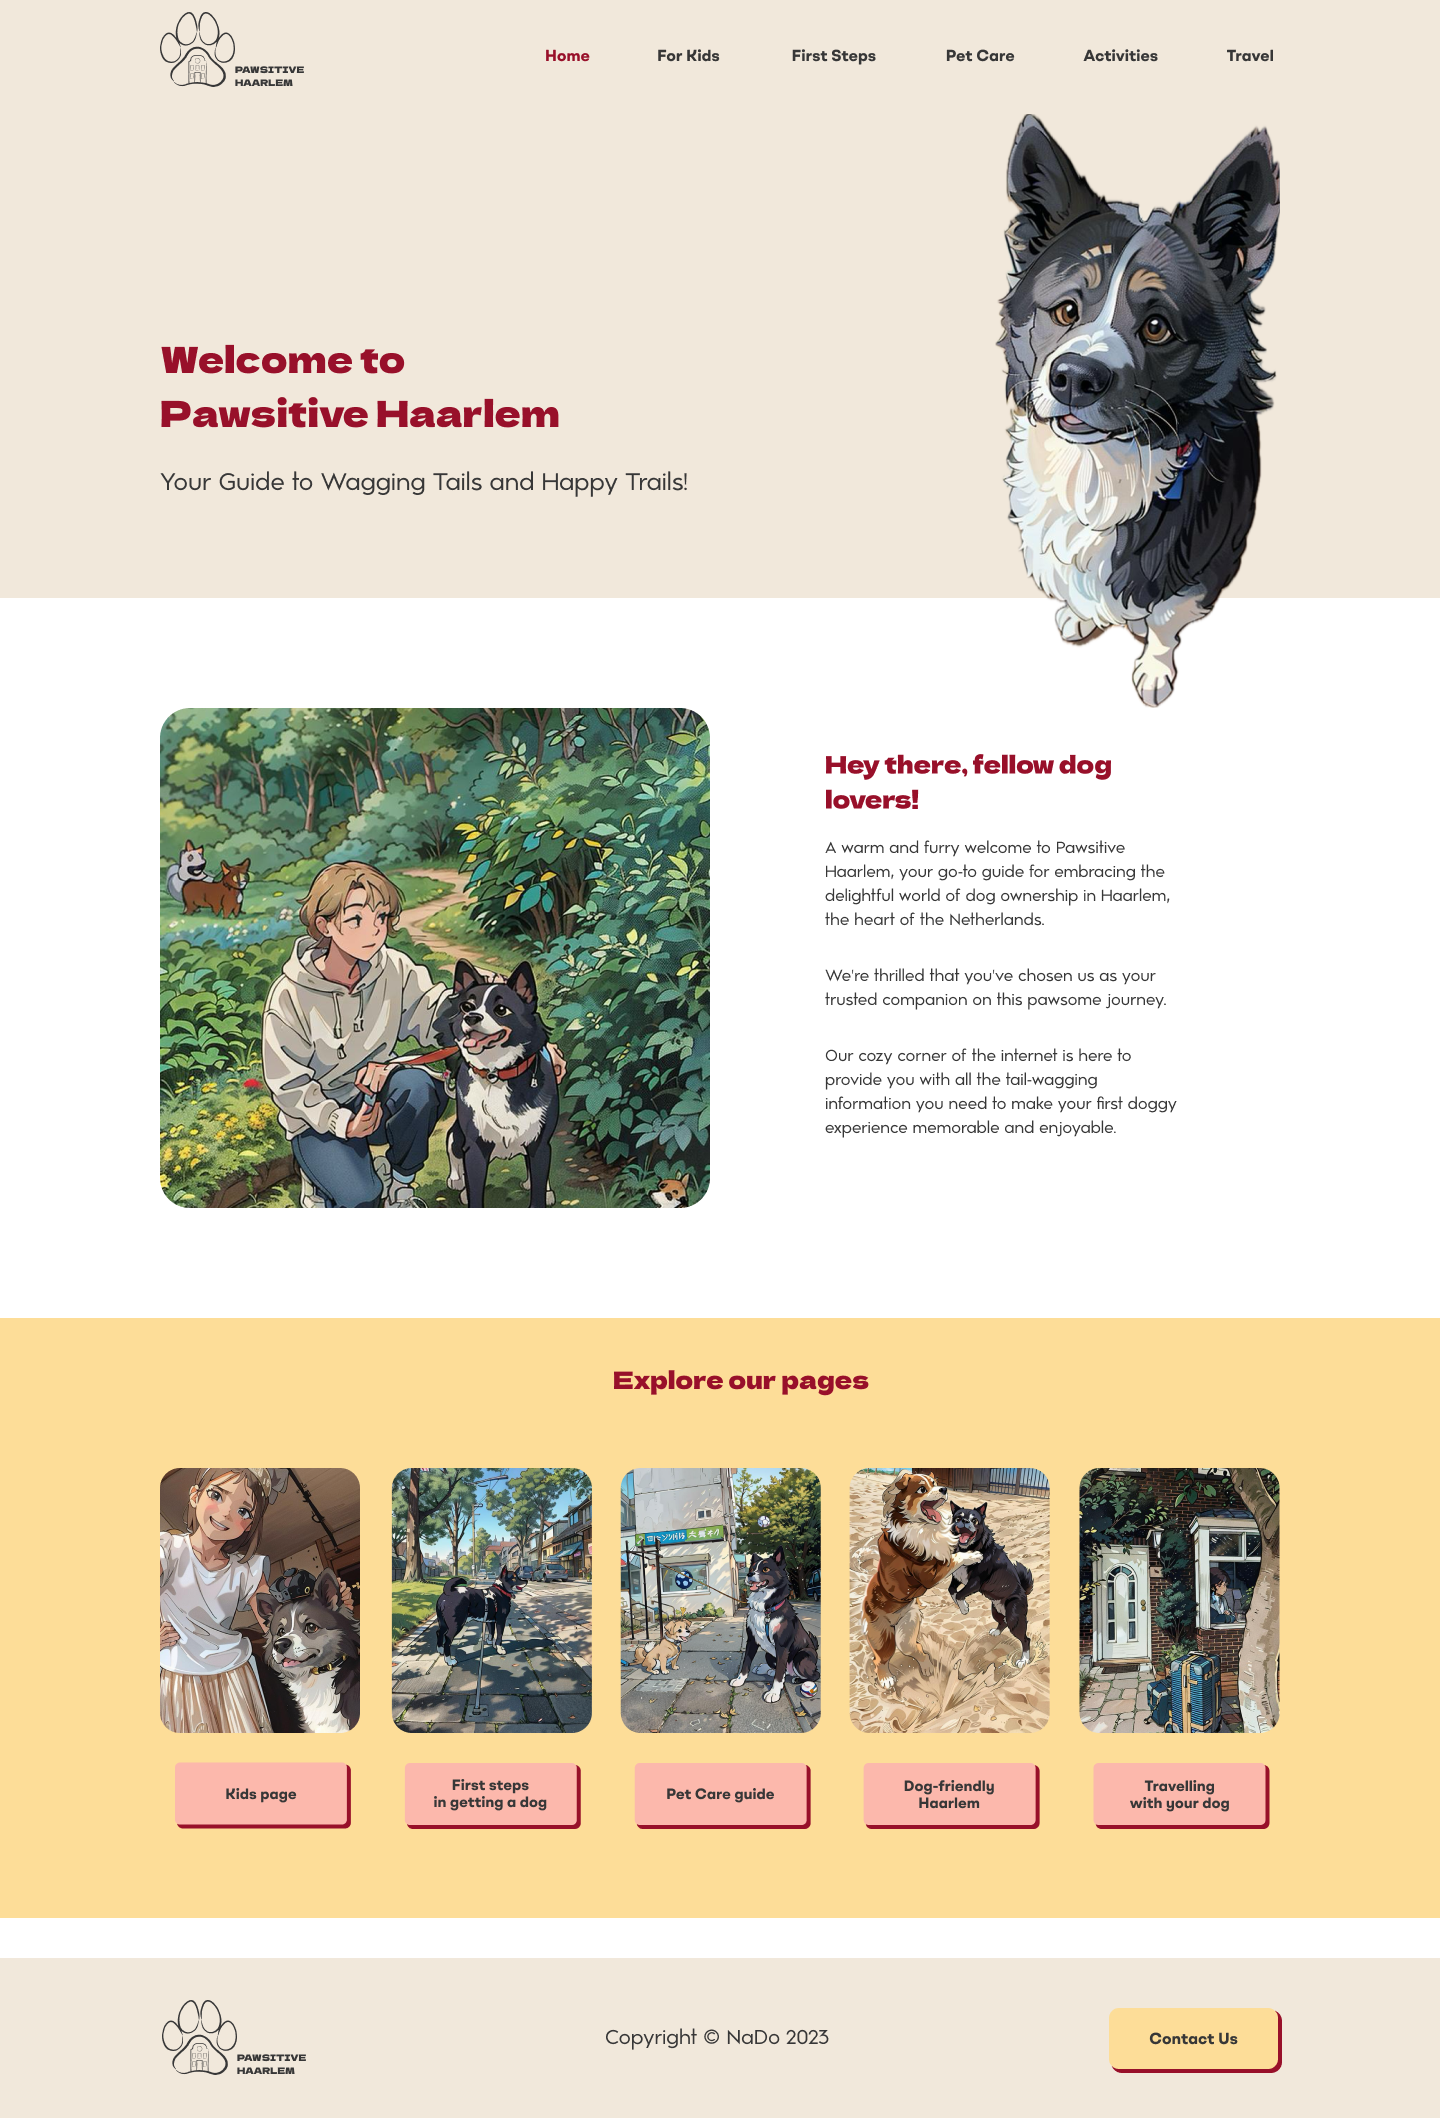 PAWSITIVE
HAARLEM
Home For Kids First Steps Pet Care Activities Travel
Welcome to
Pawsitive Haarlem
Your Guide to Wagging Tails and Happy Trails!
Hey there, fellow dog
lovers!
A warm and furry welcome to Pawsitive
Haarlem, your go-to guide for embracing the
delightful world of dog ownership in Haarlem,
the heart of the Netherlands.
We're thrilled that you've chosen us as your
trusted companion on this pawsome journey.
Our cozy corner of the internet is here to
provide you with all the tail-wagging
information you need to make your first doggy
experience memorable and enjoyable.
Explore our pages
Kids page
First steps
in getting a dog
Pet Care guide
Dog-friendly
Haarlem
Travelling
with your dog
PAWSITIVE
HAARLEM
Copyright © NaDo 2023
Contact Us